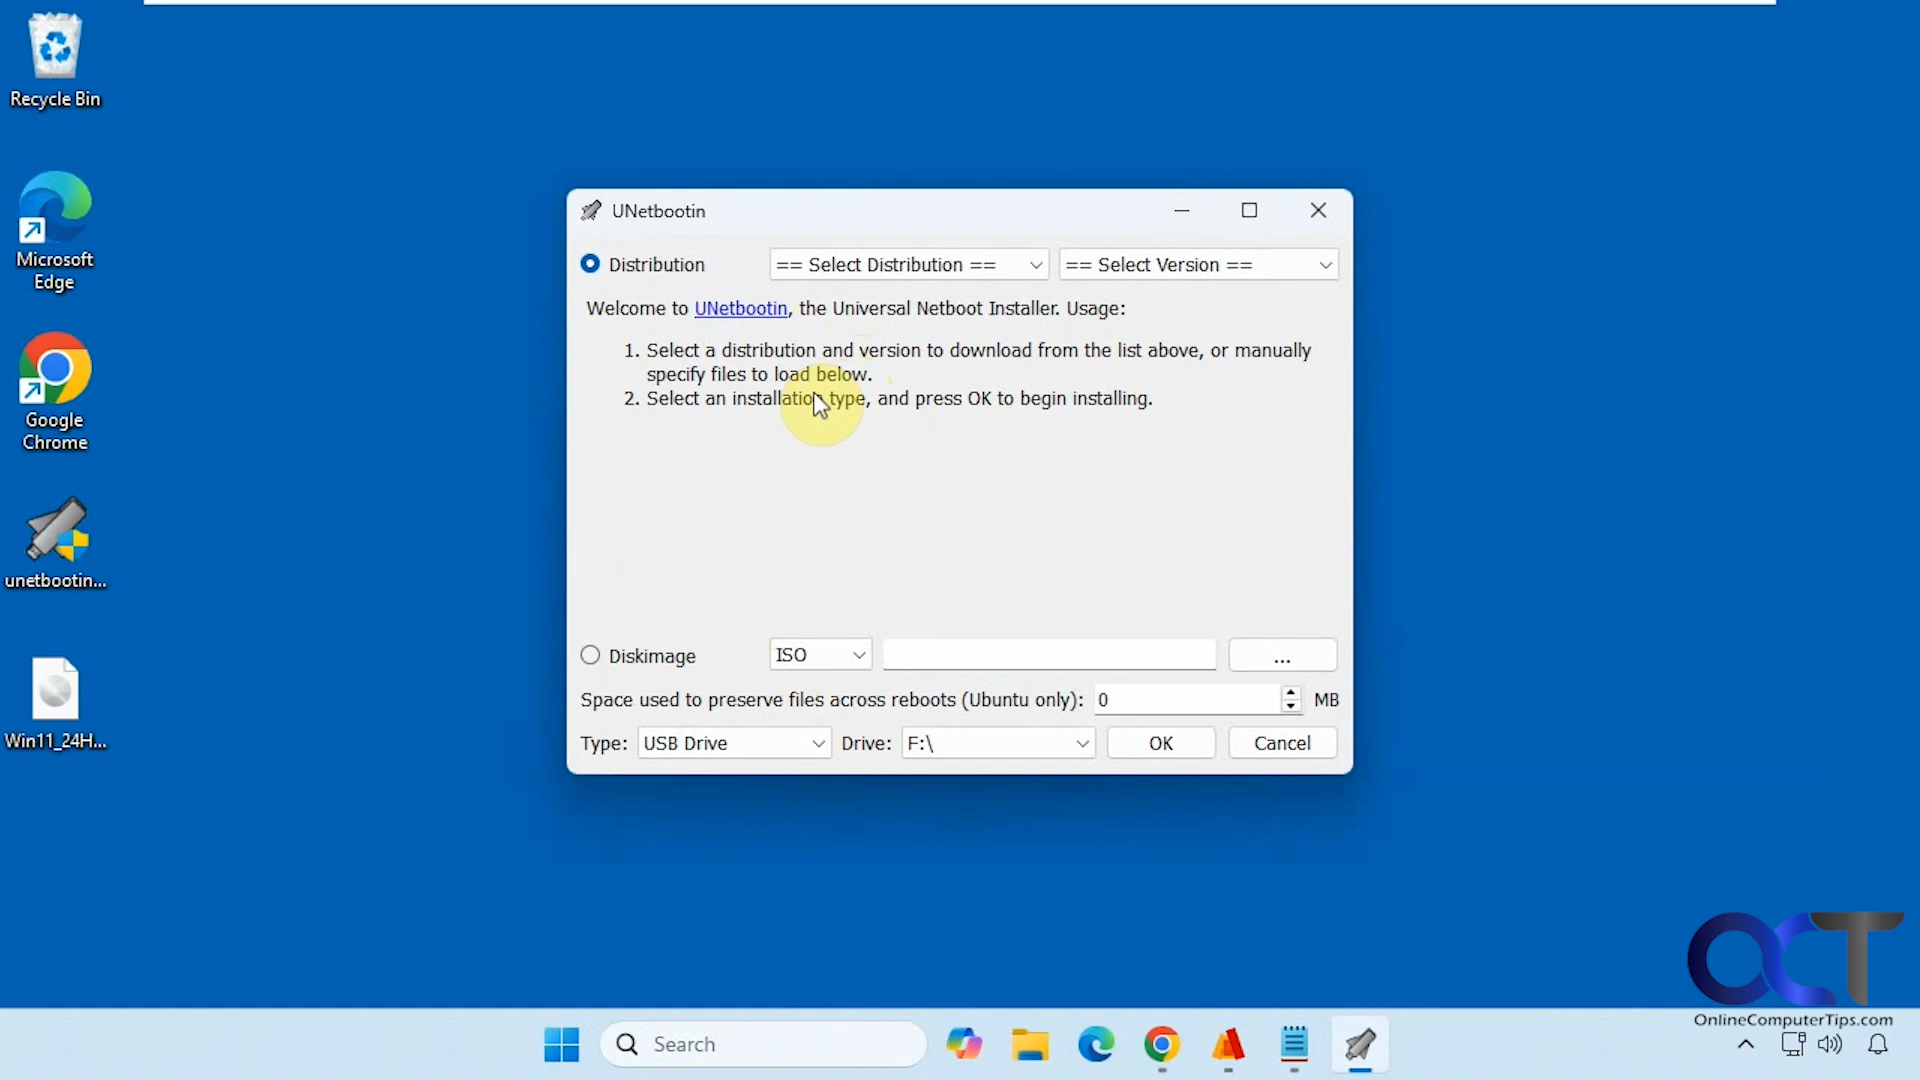 Recycle Bin
Microsoft
Edge
Google
Chrome
unetbootin...
Win11_24H...
UNetbootin
Distribution
== Select Distribution ==
== Select Version ==
Welcome to UNetbootin, the Universal Netboot Installer. Usage:
1. Select a distribution and version to download from the list above, or manually
specify files to load below.
2. Select an installation type, and press OK to begin installing.
Diskimage
ISO
...
Space used to preserve files across reboots (Ubuntu only):
0
MB
Type:
USB Drive
Drive:
F:\
OK
Cancel
OCT
OnlineComputerTips.com
Search